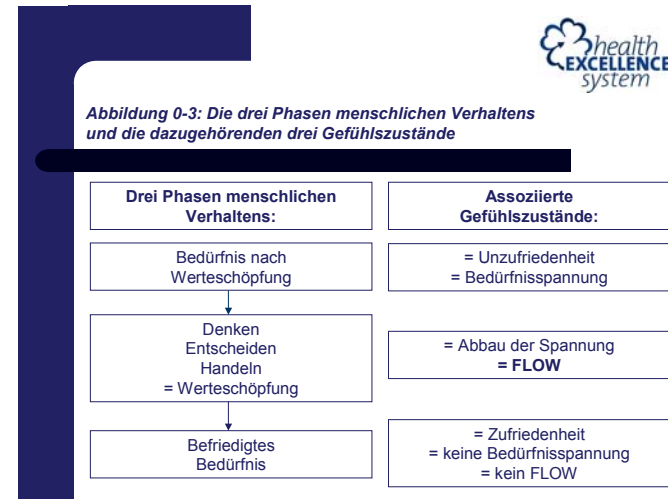 health
EXCELLENCE
system
Abbildung 0-3: Die drei Phasen menschlichen Verhaltens
und die dazugehörenden drei Gefühlszustände
Drei Phasen menschlichen
Verhaltens:
Assoziierte
Gefühlszustände:
Bedürfnis nach
Werteschöpfung
= Unzufriedenheit
= Bedürfnisspannung
Denken
Entscheiden
Handeln
= Werteschöpfung
= Abbau der Spannung
= FLOW
Befriedigtes
Bedürfnis
= Zufriedenheit
= keine Bedürfnisspannung
= kein FLOW